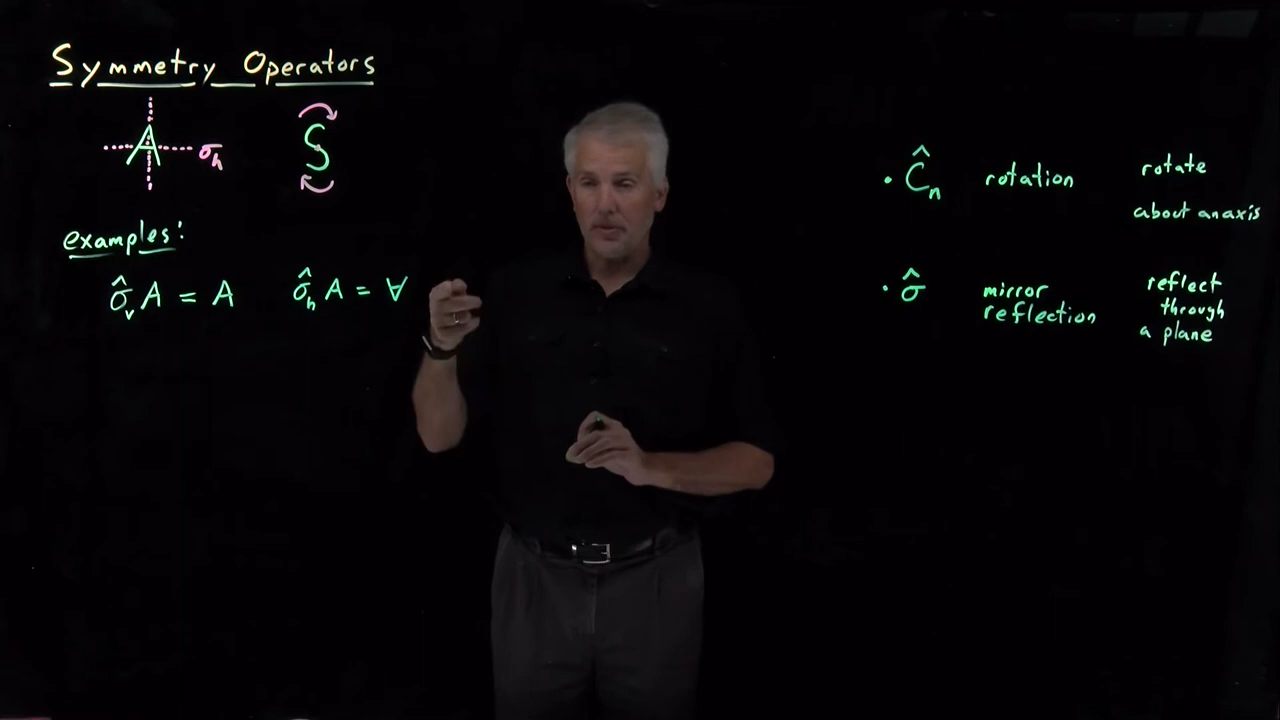 Symmetry Operators
A σₕ S
examples:
σ̂ᵥ A = A σ̂ₕ A = ∀
• Ĉₙ rotation rotate about an axis
• σ̂ mirror reflection reflect through a plane